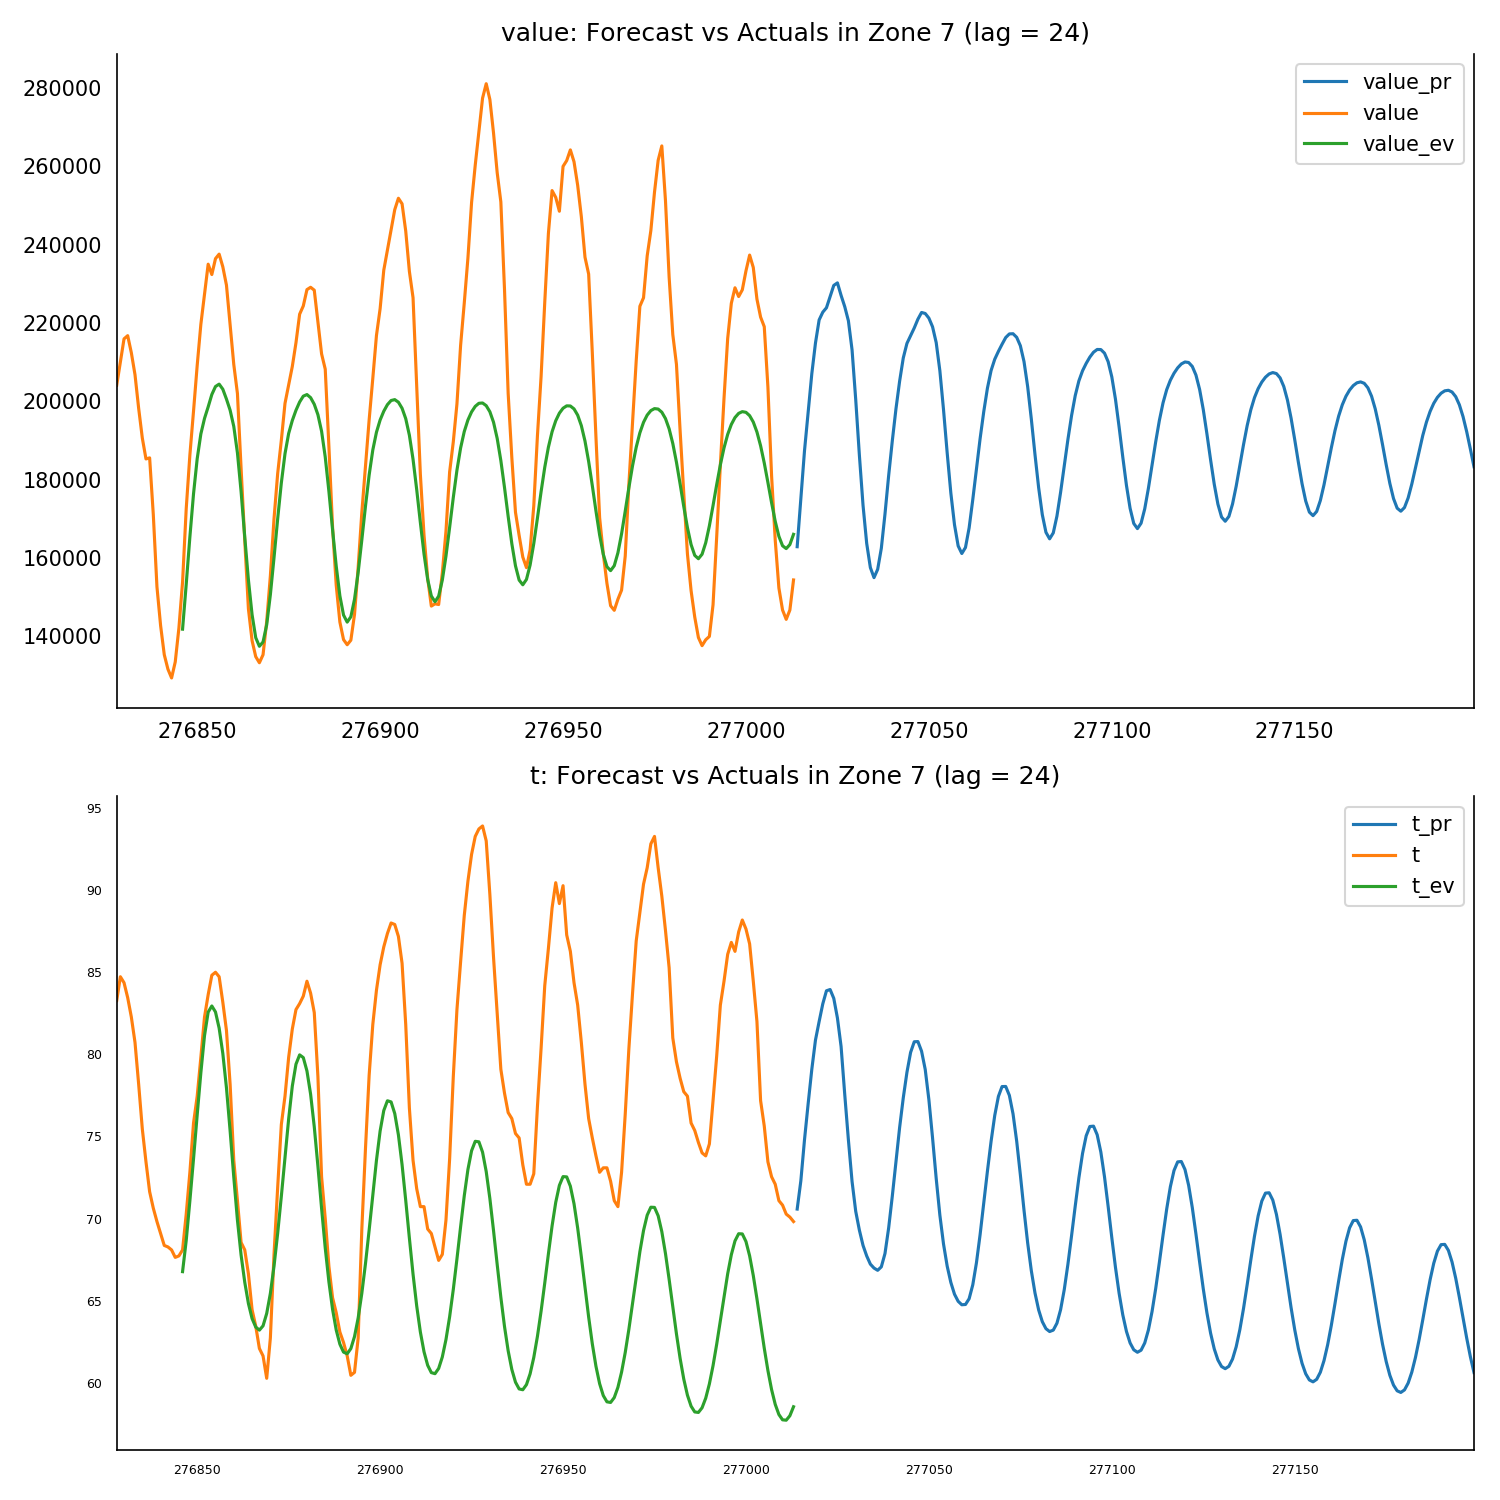 value: Forecast vs Actuals in Zone 7 (lag = 24)
280000
260000
240000
220000
200000
180000
160000
140000
value_pr
value
value_ev
276850 276900 276950 277000 277050 277100 277150
t: Forecast vs Actuals in Zone 7 (lag = 24)
95
90
85
80
75
70
65
60
t_pr
t
t_ev
276850 276900 276950 277000 277050 277100 277150